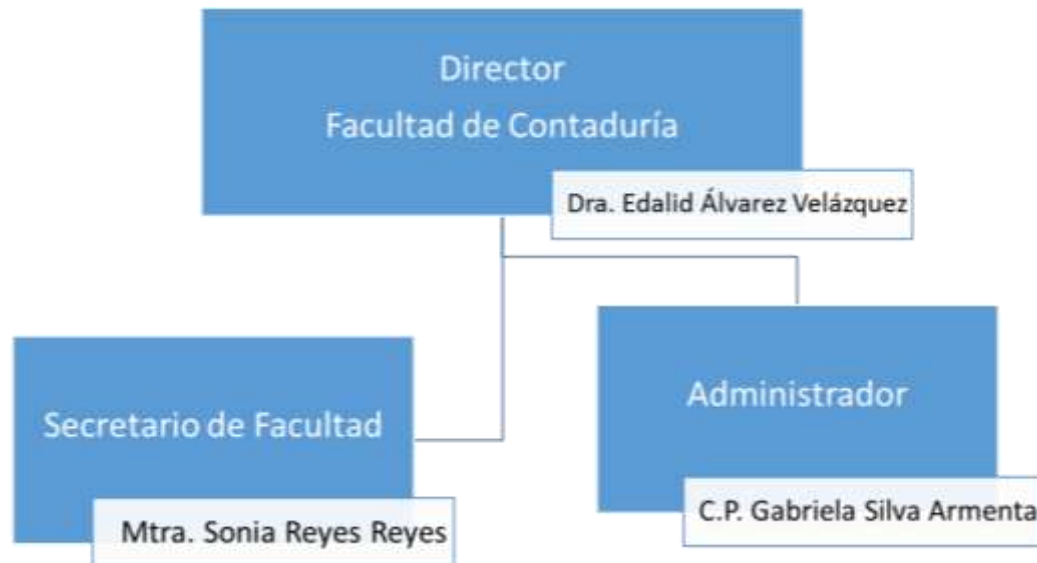 Director
Facultad de Contaduría
Dra. Edalid Álvarez Velázquez
Secretario de Facultad
Mtra. Sonia Reyes Reyes
Administrador
C.P. Gabriela Silva Armenta